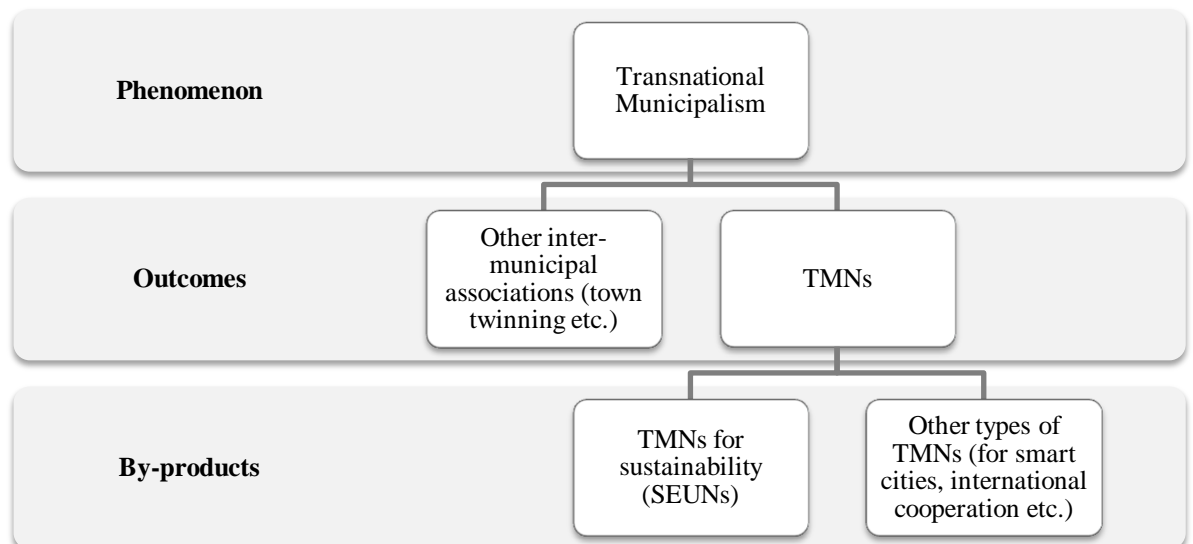 Phenomenon
Transnational
Municipalism
Outcomes
Other inter-
municipal
associations (town
twinning etc.)
TMNs
By-products
TMNs for
sustainability
(SEUNs)
Other types of
TMNs (for smart
cities, international
cooperation etc.)